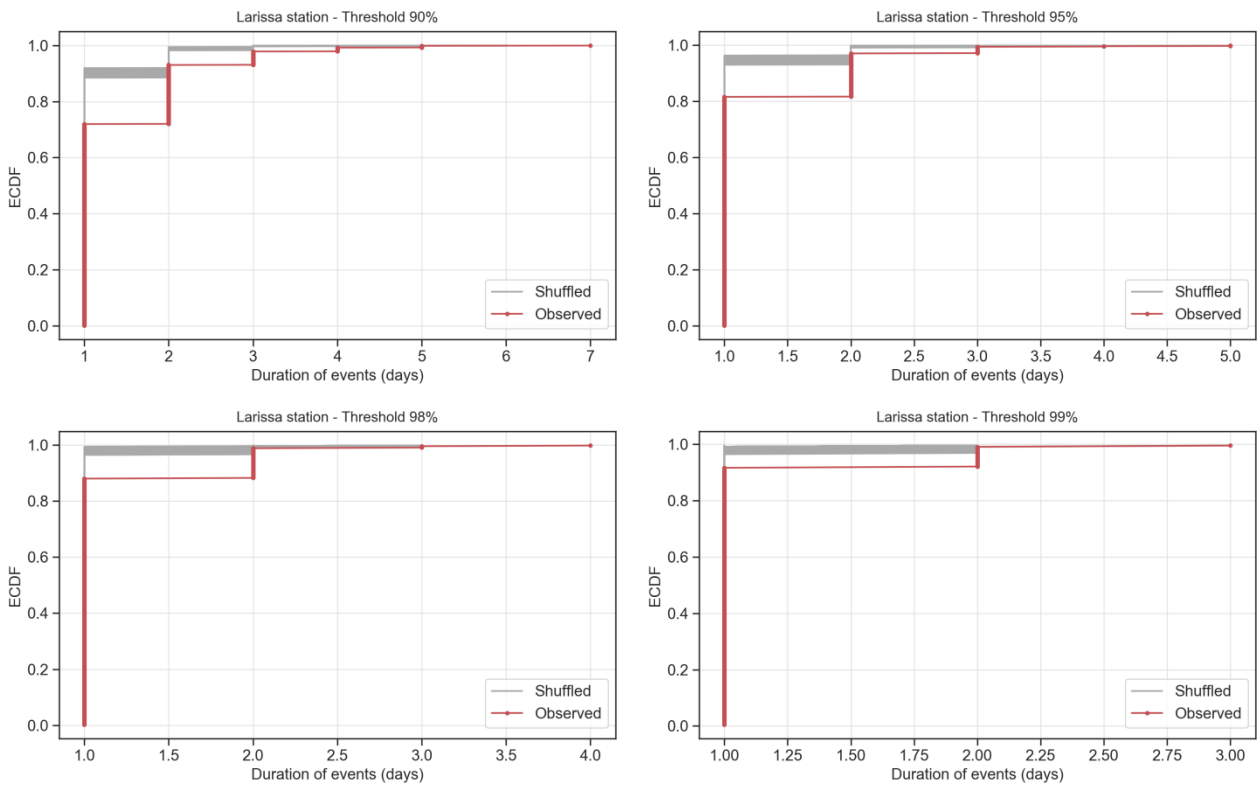 Larissa station - Threshold 90%
1.0
0.8
0.6
0.4
0.2
0.0
ECDF
Shuffled
Observed
1 2 3 4 5 6 7
Duration of events (days)
Larissa station - Threshold 95%
1.0
0.8
0.6
0.4
0.2
0.0
ECDF
Shuffled
Observed
1.0 1.5 2.0 2.5 3.0 3.5 4.0 4.5 5.0
Duration of events (days)
Larissa station - Threshold 98%
1.0
0.8
0.6
0.4
0.2
0.0
ECDF
Shuffled
Observed
1.0 1.5 2.0 2.5 3.0 3.5 4.0
Duration of events (days)
Larissa station - Threshold 99%
1.0
0.8
0.6
0.4
0.2
0.0
ECDF
Shuffled
Observed
1.00 1.25 1.50 1.75 2.00 2.25 2.50 2.75 3.00
Duration of events (days)